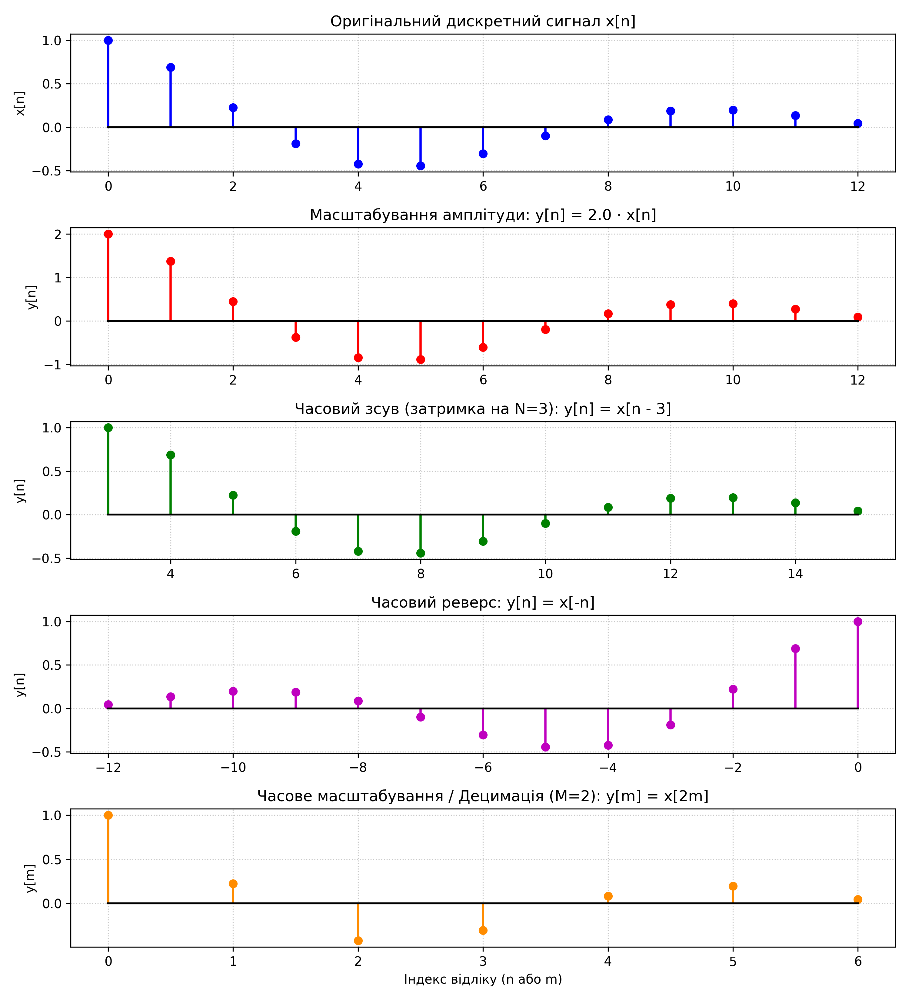 Оригінальний дискретний сигнал x[n]
x[n]
1.0
0.5
0.0
−0.5
0 2 4 6 8 10 12
Масштабування амплітуди: y[n] = 2.0 · x[n]
y[n]
2
1
0
−1
0 2 4 6 8 10 12
Часовий зсув (затримка на N=3): y[n] = x[n - 3]
y[n]
1.0
0.5
0.0
−0.5
4 6 8 10 12 14
Часовий реверс: y[n] = x[-n]
y[n]
1.0
0.5
0.0
−0.5
−12 −10 −8 −6 −4 −2 0
Часове масштабування / Децимація (M=2): y[m] = x[2m]
y[m]
1.0
0.5
0.0
0 1 2 3 4 5 6
Індекс відліку (n або m)